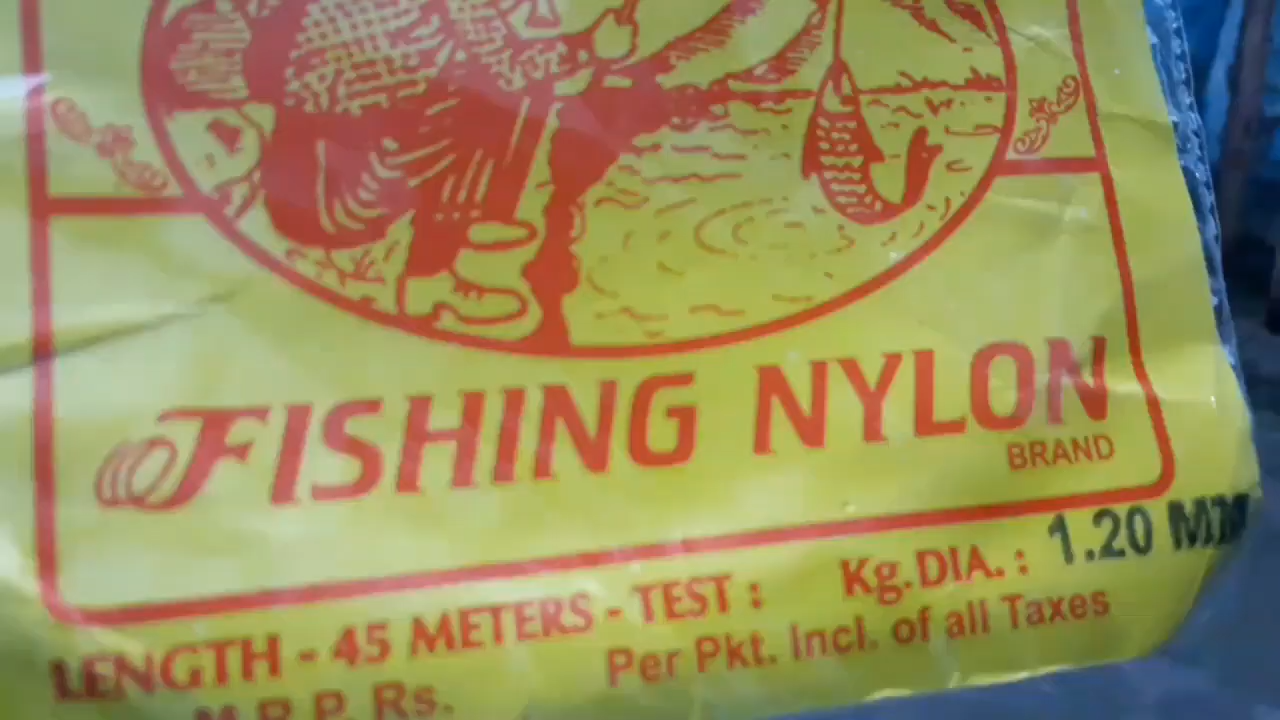 FISHING NYLON
BRAND
LENGTH - 45 METERS - TEST : Kg. DIA. : 1.20 MM
M.R.P. Rs. Per Pkt. Incl. of all Taxes